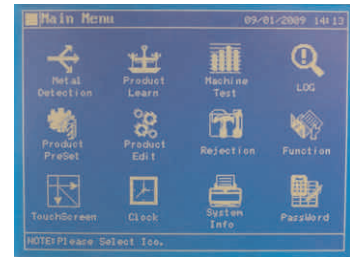 Main Menu 09/01/2009 14:13
Metal Product Machine LOG
Detection Learn Test
Product Product Rejection Function
PreSet Edit
TouchScreen Clock System PassWord
Info
NOTE:Please Select Ico.